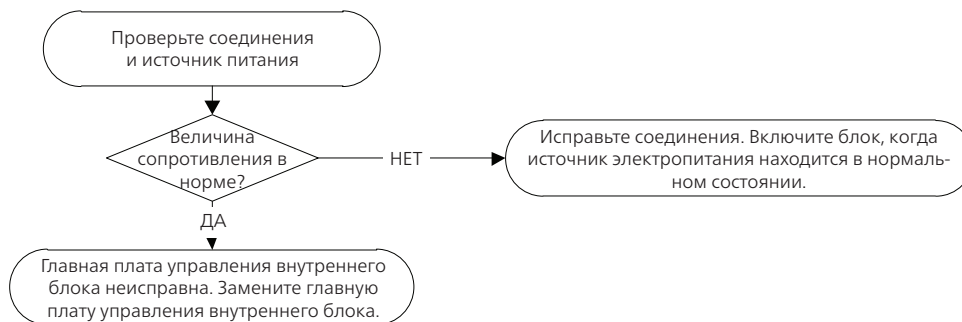 Проверьте соединения
и источник питания
Величина
сопротивления в
норме?
НЕТ
Исправьте соединения. Включите блок, когда
источник электропитания находится в нормаль-
ном состоянии.
ДА
Главная плата управления внутреннего
блока неисправна. Замените главную
плату управления внутреннего блока.